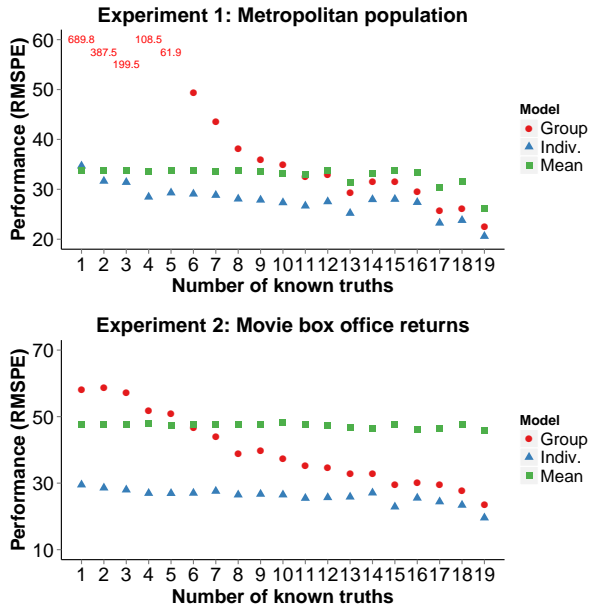 Experiment 1: Metropolitan population
Performance (RMSPE)
60
50
40
30
20
689.8
387.5
199.5
108.5
61.9
1 2 3 4 5 6 7 8 9 10 11 12 13 14 15 16 17 18 19
Number of known truths
Model
Group
Indiv.
Mean
Experiment 2: Movie box office returns
Performance (RMSPE)
70
50
30
10
1 2 3 4 5 6 7 8 9 10 11 12 13 14 15 16 17 18 19
Number of known truths
Model
Group
Indiv.
Mean